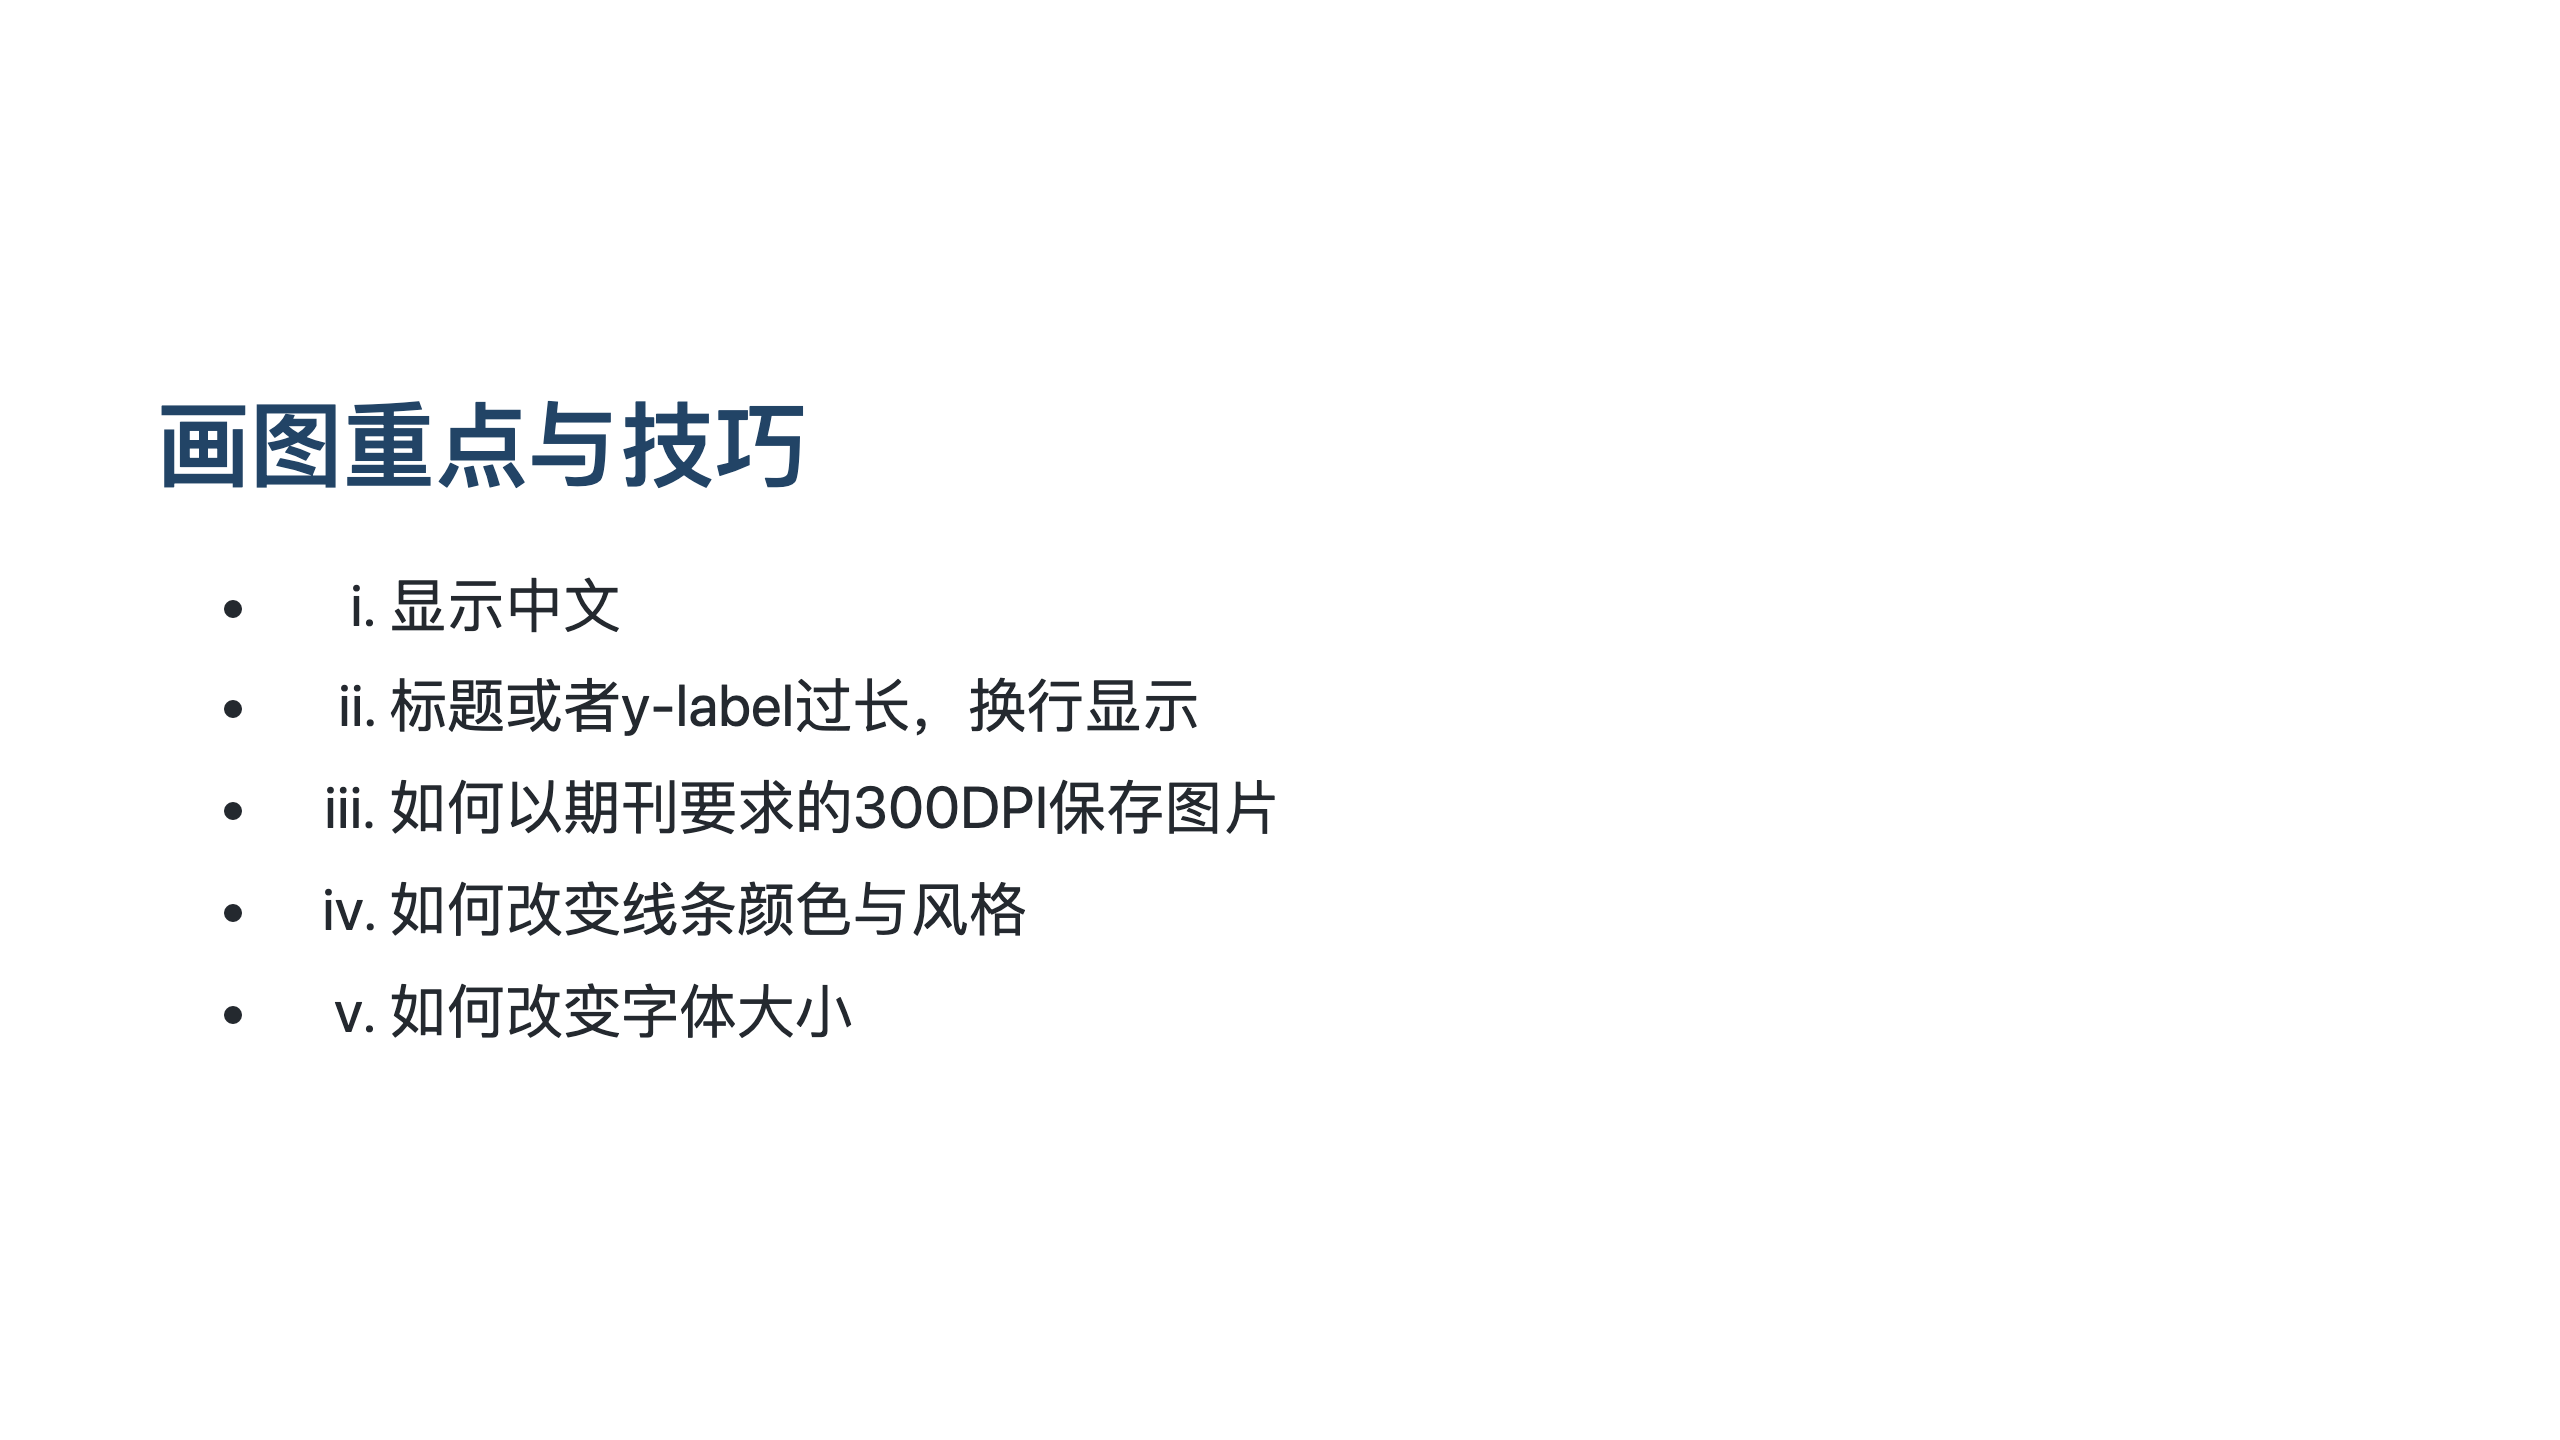 画图重点与技巧
• i. 显示中文
• ii. 标题或者y-label过长，换行显示
• iii. 如何以期刊要求的300DPI保存图片
• iv. 如何改变线条颜色与风格
• v. 如何改变字体大小